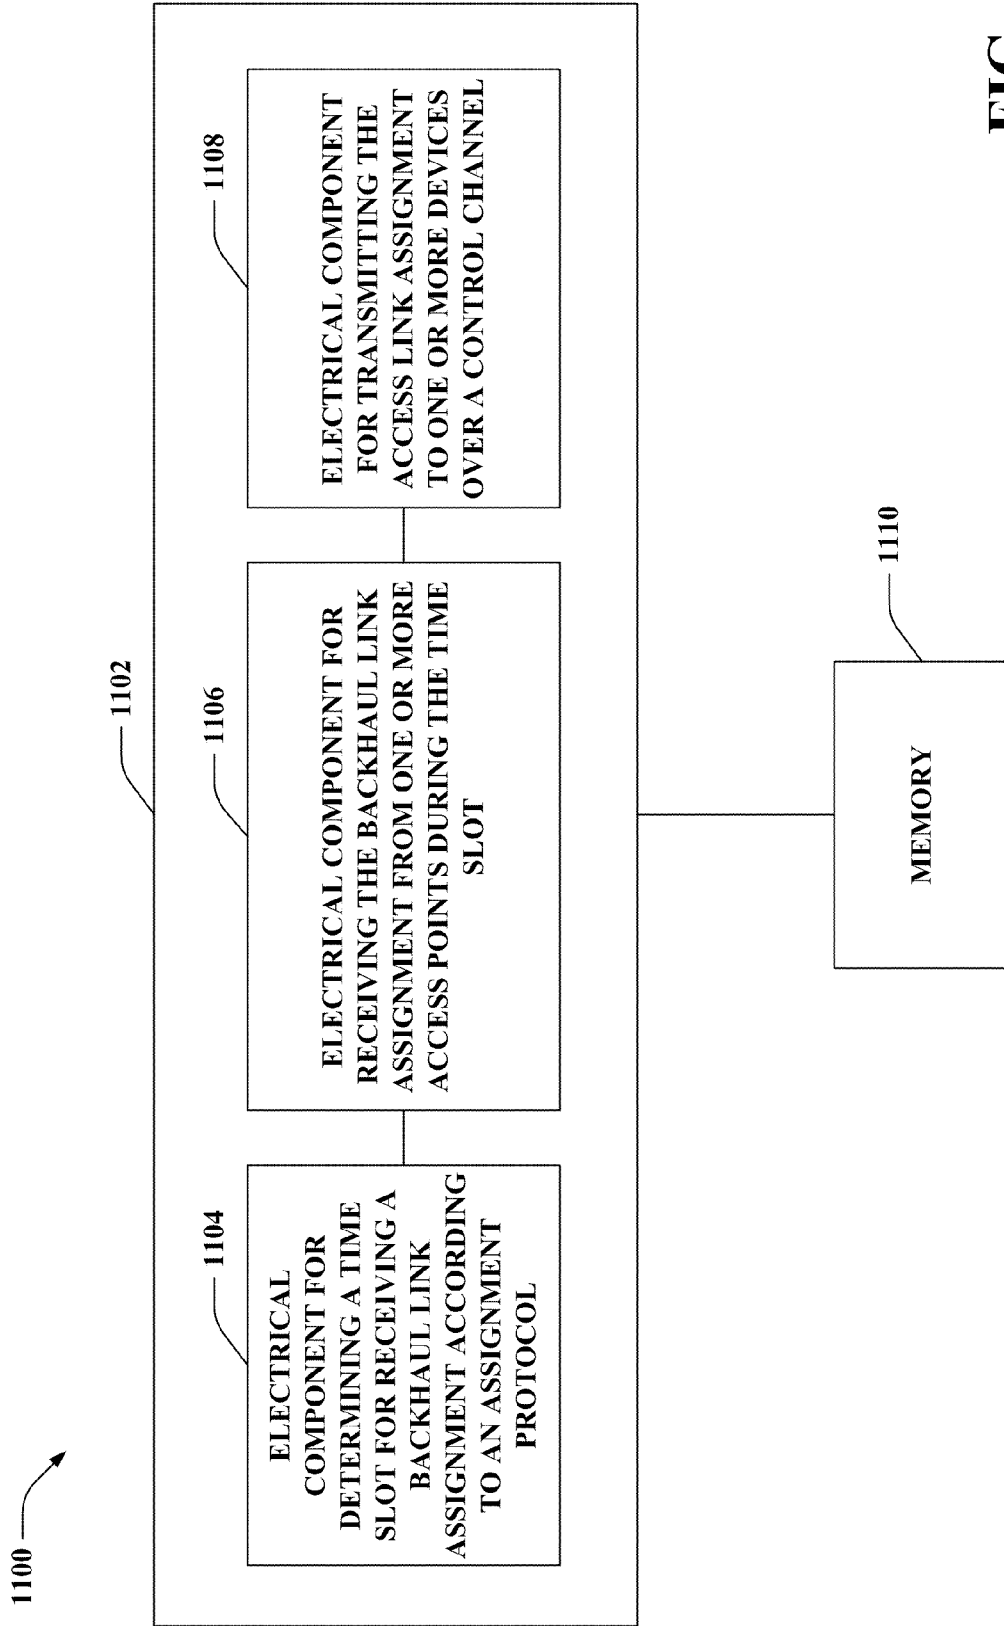 1100
1102
1104
ELECTRICAL
COMPONENT FOR
DETERMINING A TIME
SLOT FOR RECEIVING A
BACKHAUL LINK
ASSIGNMENT ACCORDING
TO AN ASSIGNMENT
PROTOCOL
1106
ELECTRICAL COMPONENT FOR
RECEIVING THE BACKHAUL LINK
ASSIGNMENT FROM ONE OR MORE
ACCESS POINTS DURING THE TIME
SLOT
1108
ELECTRICAL COMPONENT
FOR TRANSMITTING THE
ACCESS LINK ASSIGNMENT
TO ONE OR MORE DEVICES
OVER A CONTROL CHANNEL
1110
MEMORY
FIG